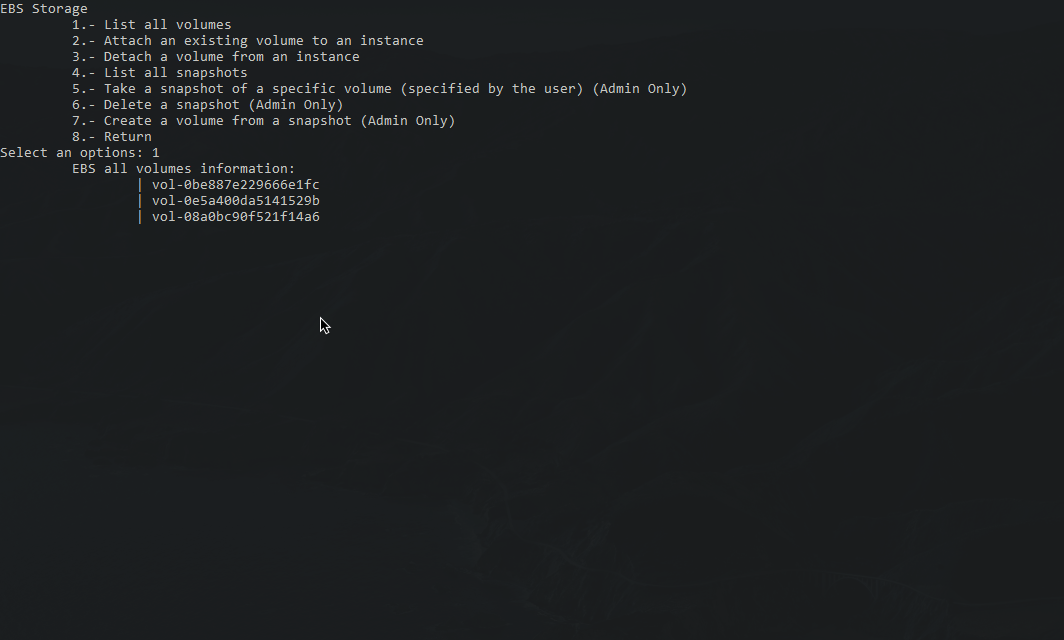 EBS Storage
1.- List all volumes
2.- Attach an existing volume to an instance
3.- Detach a volume from an instance
4.- List all snapshots
5.- Take a snapshot of a specific volume (specified by the user) (Admin Only)
6.- Delete a snapshot (Admin Only)
7.- Create a volume from a snapshot (Admin Only)
8.- Return
Select an options: 1
EBS all volumes information:
| vol-0be887e229666e1fc
| vol-0e5a400da5141529b
| vol-08a0bc90f521f14a6